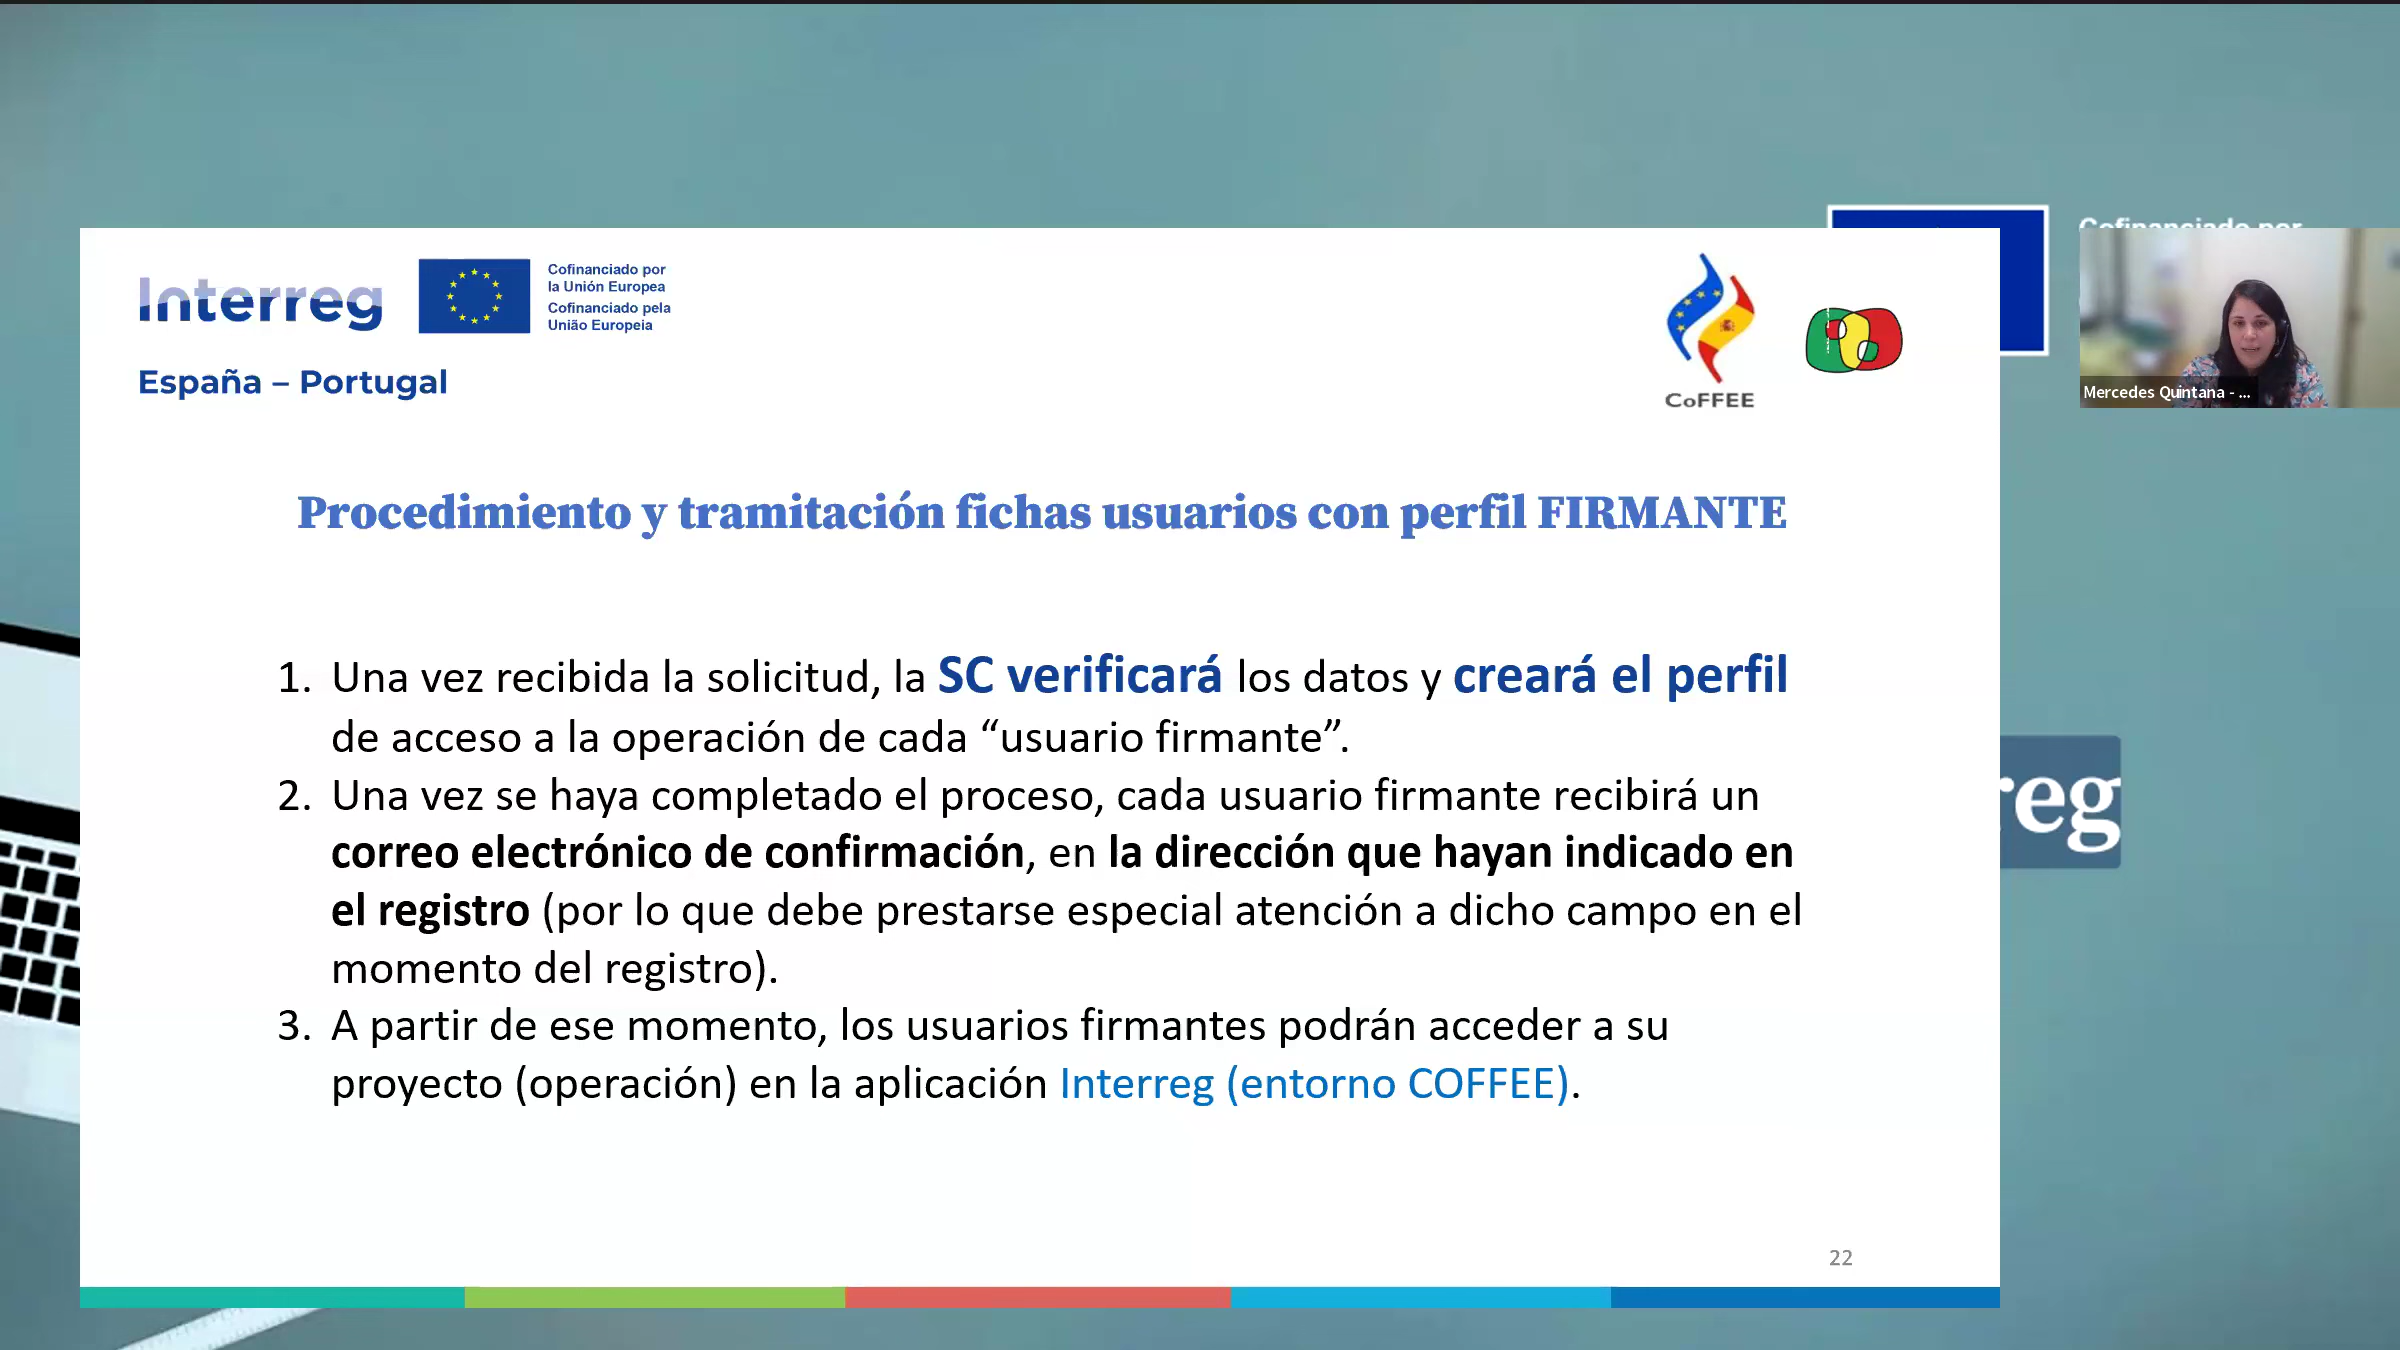 Cofinanciado por
Interreg
Cofinanciado por
la Unión Europea
Cofinanciado pela
União Europeia
España – Portugal
CoFFEE
Mercedes Quintana - ...
Procedimiento y tramitación fichas usuarios con perfil FIRMANTE
1. Una vez recibida la solicitud, la SC verificará los datos y creará el perfil
de acceso a la operación de cada “usuario firmante”.
2. Una vez se haya completado el proceso, cada usuario firmante recibirá un
correo electrónico de confirmación, en la dirección que hayan indicado en
el registro (por lo que debe prestarse especial atención a dicho campo en el
momento del registro).
3. A partir de ese momento, los usuarios firmantes podrán acceder a su
proyecto (operación) en la aplicación Interreg (entorno COFFEE).
reg
22